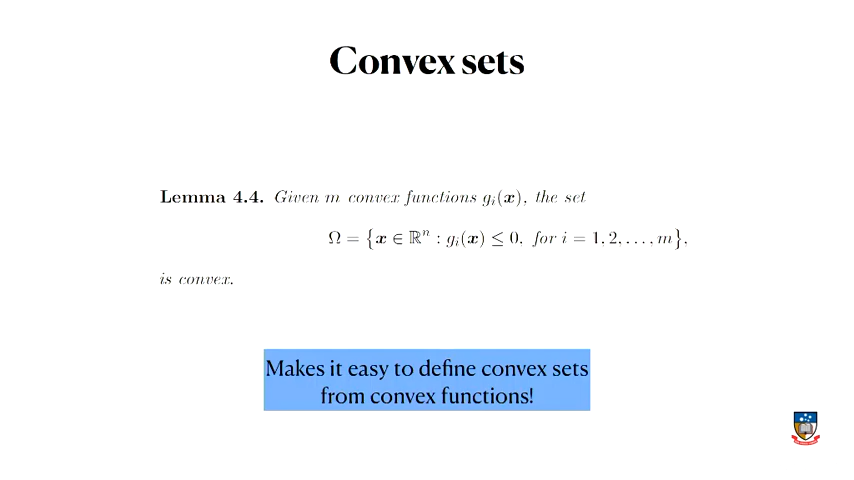 Convex sets
Lemma 4.4. Given m convex functions gᵢ(x), the set
Ω = {x ∈ ℝⁿ : gᵢ(x) ≤ 0, for i = 1, 2, . . . , m},
is convex.
Makes it easy to define convex sets
from convex functions!